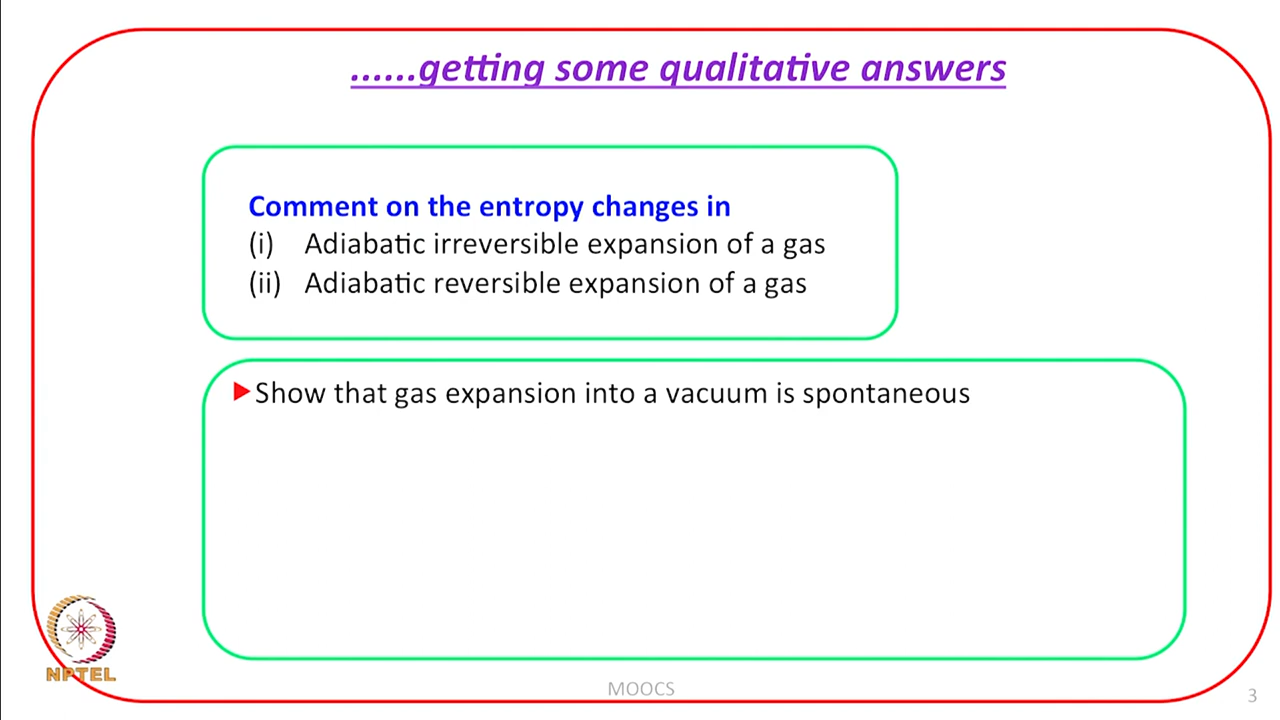 ......getting some qualitative answers
Comment on the entropy changes in
(i) Adiabatic irreversible expansion of a gas
(ii) Adiabatic reversible expansion of a gas
Show that gas expansion into a vacuum is spontaneous
NPTEL
MOOCS
3